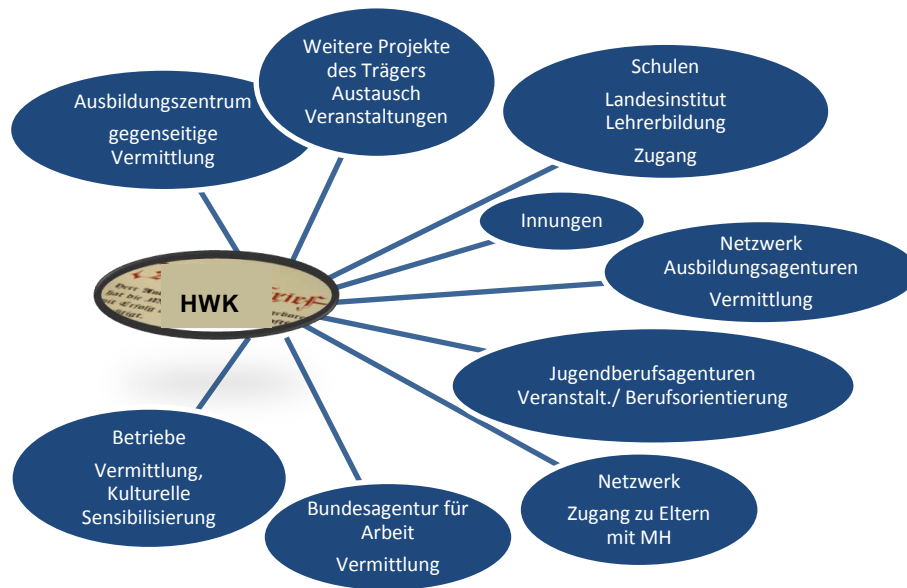 Weitere Projekte
des Trägers
Austausch
Veranstaltungen
Ausbildungszentrum
gegenseitige
Vermittlung
Schulen
Landesinstitut
Lehrerbildung
Zugang
Innungen
Netzwerk
Ausbildungsagenturen
Vermittlung
HWK
Jugendberufsagenturen
Veranstalt./ Berufsorientierung
Betriebe
Vermittlung,
Kulturelle
Sensibilisierung
Bundesagentur für
Arbeit
Vermittlung
Netzwerk
Zugang zu Eltern
mit MH